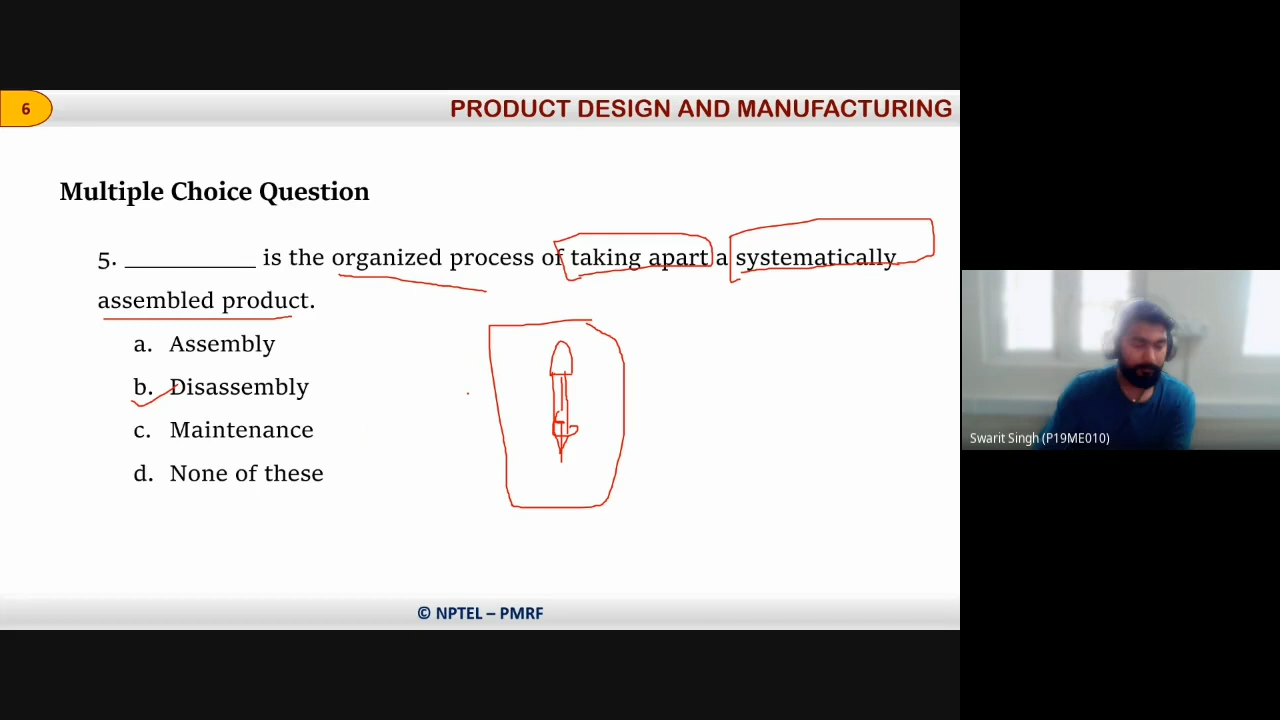 6
PRODUCT DESIGN AND MANUFACTURING
Multiple Choice Question
5. ___________ is the organized process of taking apart a systematically
assembled product.
a. Assembly
b. Disassembly
c. Maintenance
d. None of these
© NPTEL – PMRF
Swarit Singh (P19ME010)